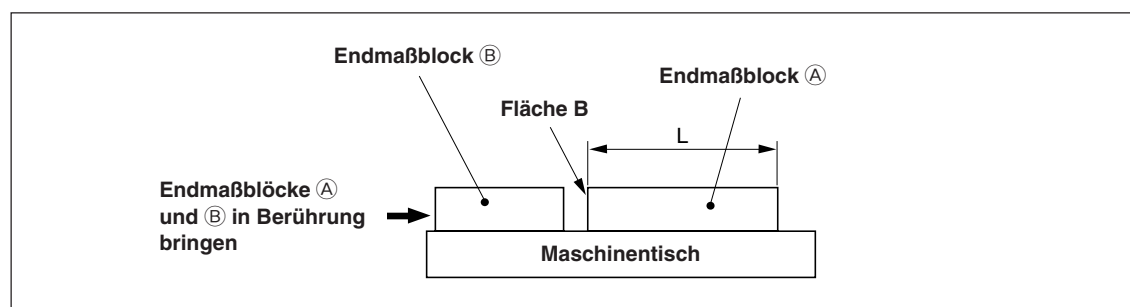 Endmaßblock Ⓑ
Endmaßblock Ⓐ
Fläche B
L
Endmaßblöcke Ⓐ
und Ⓑ in Berührung
bringen
Maschinentisch